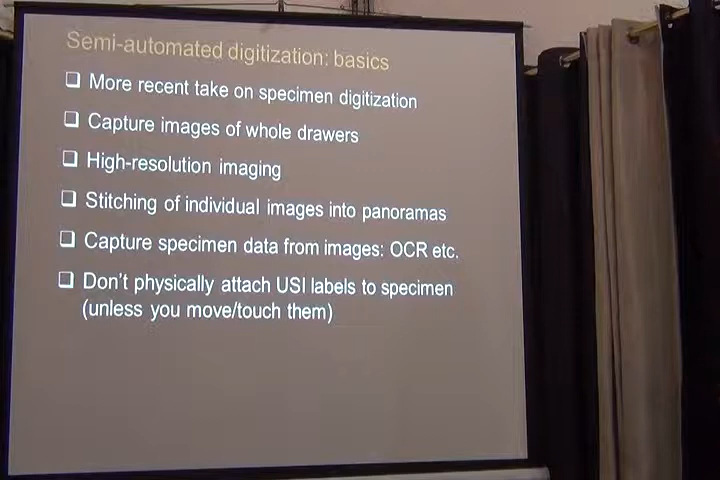 Semi-automated digitization: basics
❑ More recent take on specimen digitization
❑ Capture images of whole drawers
❑ High-resolution imaging
❑ Stitching of individual images into panoramas
❑ Capture specimen data from images: OCR etc.
❑ Don't physically attach USI labels to specimen
(unless you move/touch them)